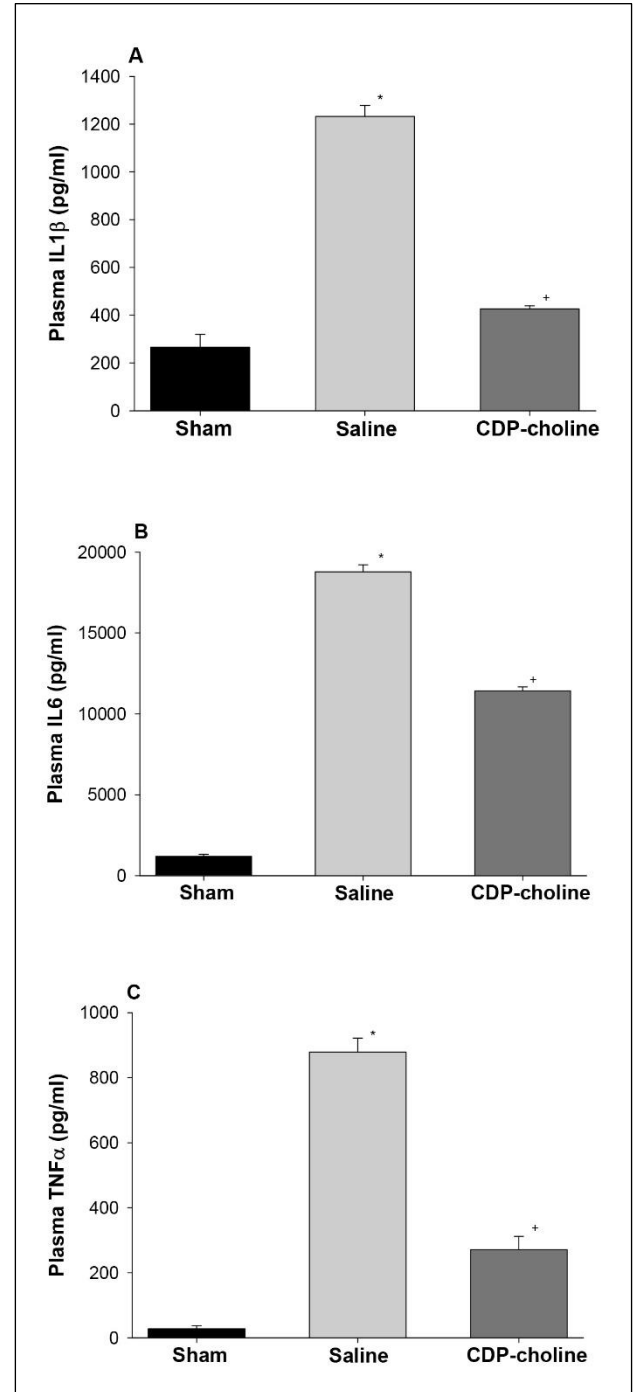 A
Plasma IL1β (pg/ml)
1400
1200
1000
800
600
400
200
0
*
+
Sham Saline CDP-choline
B
Plasma IL6 (pg/ml)
20000
15000
10000
5000
0
*
+
Sham Saline CDP-choline
C
Plasma TNFα (pg/ml)
1000
800
600
400
200
0
*
+
Sham Saline CDP-choline